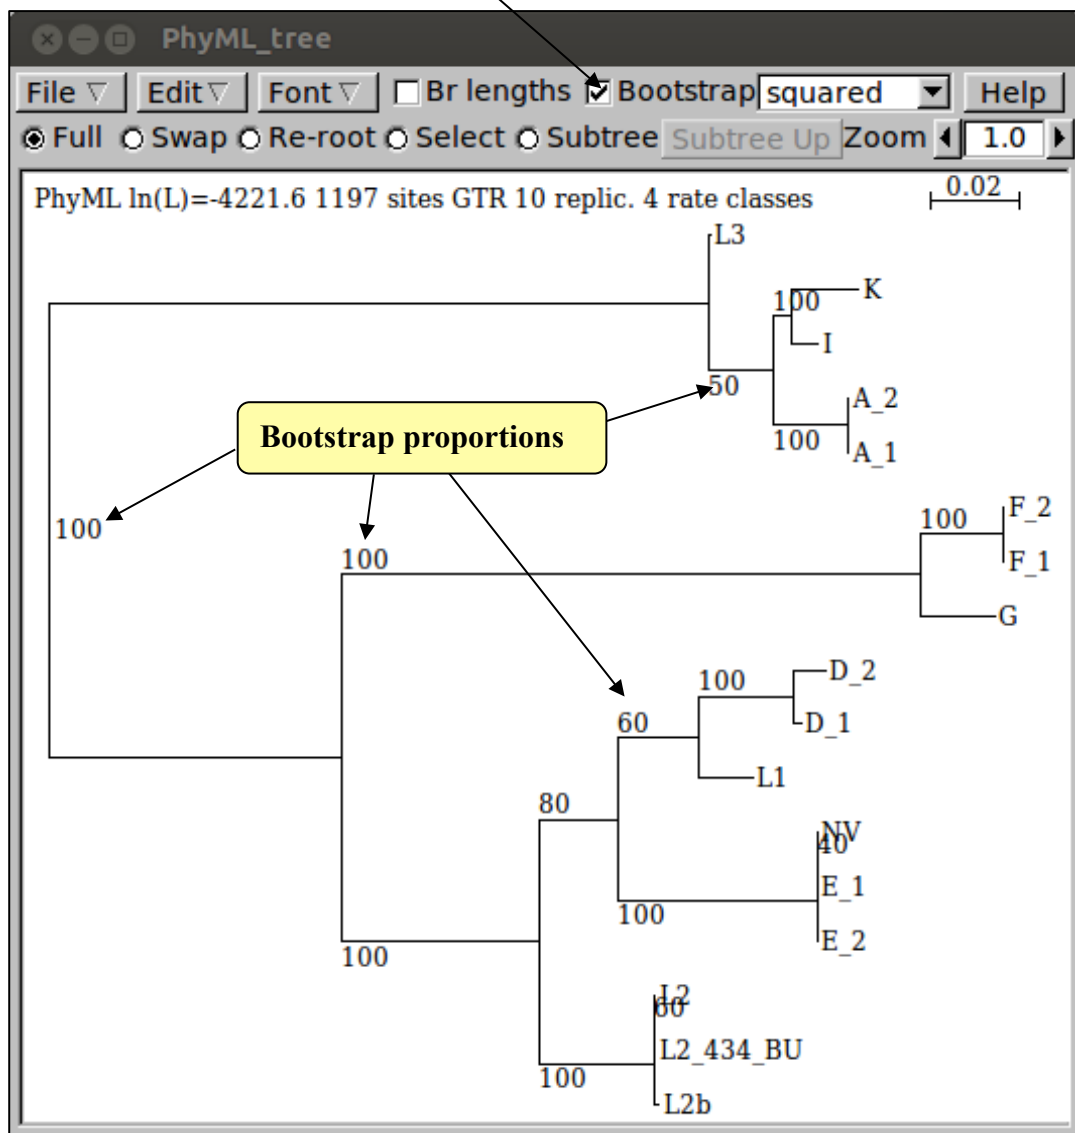 PhyML_tree
File Edit Font Br lengths Bootstrap squared Help
Full Swap Re-root Select Subtree Subtree Up Zoom 1.0
PhyML ln(L)=-4221.6 1197 sites GTR 10 replic. 4 rate classes
0.02
L3
K
100
I
50
A_2
100
A_1
Bootstrap proportions
100
100
F_2
100
F_1
G
D_2
100
D_1
60
L1
80
NV
40
E_1
100
E_2
100
L2
60
L2_434_BU
100
L2b